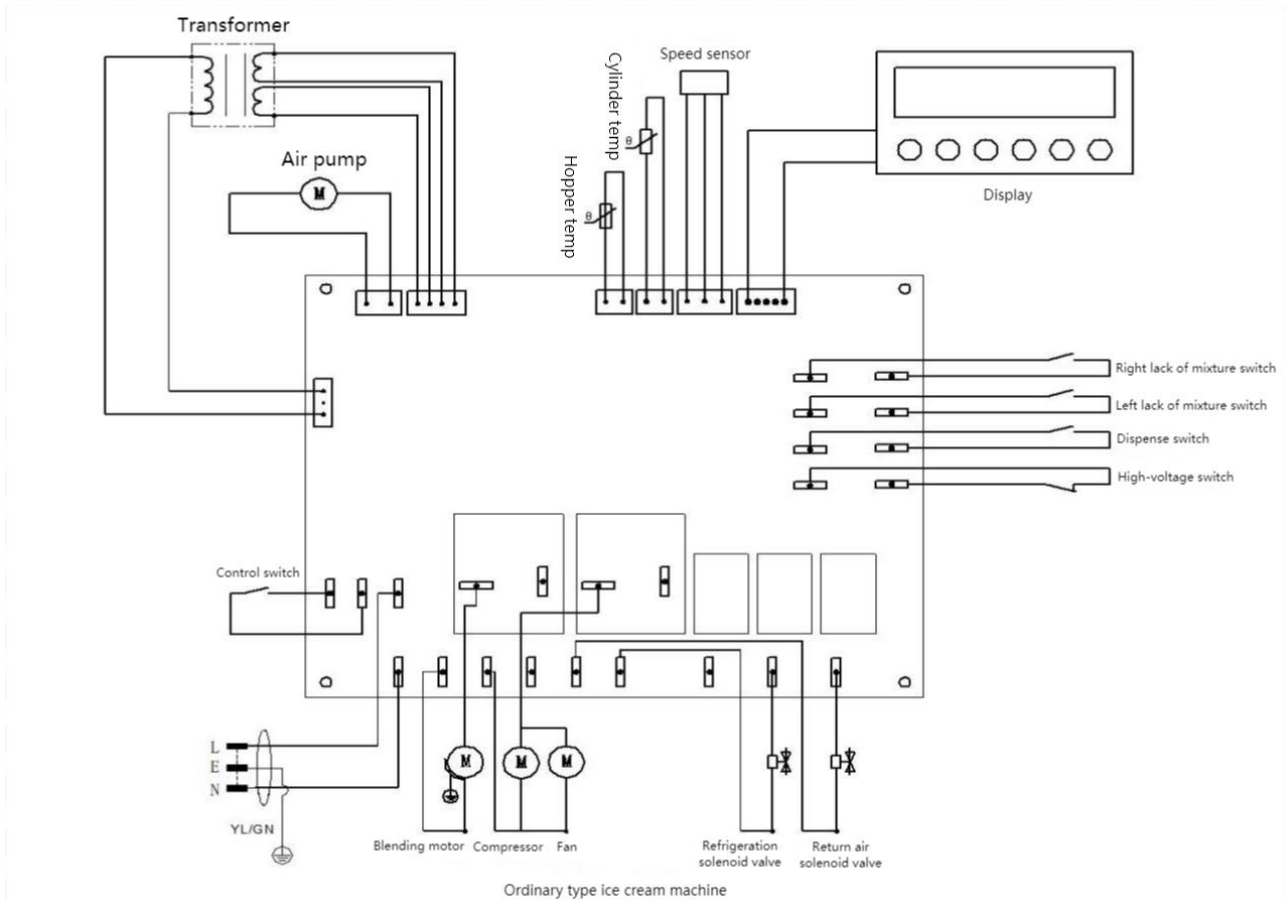 Transformer
Air pump
M
Cylinder temp
Hopper temp
θ
θ
Speed sensor
Display
Right lack of mixture switch
Left lack of mixture switch
Dispense switch
High-voltage switch
Control switch
L
E
N
YL/GN
M
M
M
Blending motor
Compressor
Fan
Refrigeration
solenoid valve
Return air
solenoid valve
Ordinary type ice cream machine